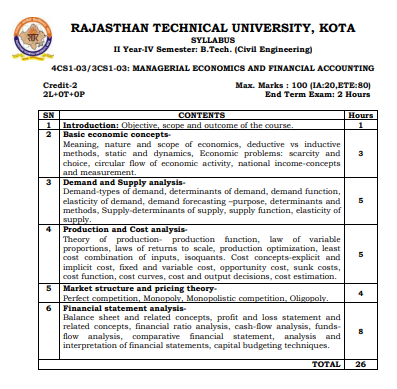 RAJASTHAN TECHNICAL UNIVERSITY, KOTA
SYLLABUS
II Year-IV Semester: B.Tech. (Civil Engineering)
4CS1-03/3CS1-03: MANAGERIAL ECONOMICS AND FINANCIAL ACCOUNTING
Credit-2 Max. Marks : 100 (IA:20,ETE:80)
2L+0T+0P End Term Exam: 2 Hours
SN CONTENTS Hours
1 Introduction: Objective, scope and outcome of the course. 1
2 Basic economic concepts-
Meaning, nature and scope of economics, deductive vs inductive
methods, static and dynamics, Economic problems: scarcity and
choice, circular flow of economic activity, national income-concepts
and measurement.
3
3 Demand and Supply analysis-
Demand-types of demand, determinants of demand, demand function,
elasticity of demand, demand forecasting –purpose, determinants and
methods, Supply-determinants of supply, supply function, elasticity of
supply.
5
4 Production and Cost analysis-
Theory of production- production function, law of variable
proportions, laws of returns to scale, production optimization, least
cost combination of inputs, isoquants. Cost concepts-explicit and
implicit cost, fixed and variable cost, opportunity cost, sunk costs,
cost function, cost curves, cost and output decisions, cost estimation.
5
5 Market structure and pricing theory-
Perfect competition, Monopoly, Monopolistic competition, Oligopoly.
4
6 Financial statement analysis-
Balance sheet and related concepts, profit and loss statement and
related concepts, financial ratio analysis, cash-flow analysis, funds-
flow analysis, comparative financial statement, analysis and
interpretation of financial statements, capital budgeting techniques.
8
TOTAL 26